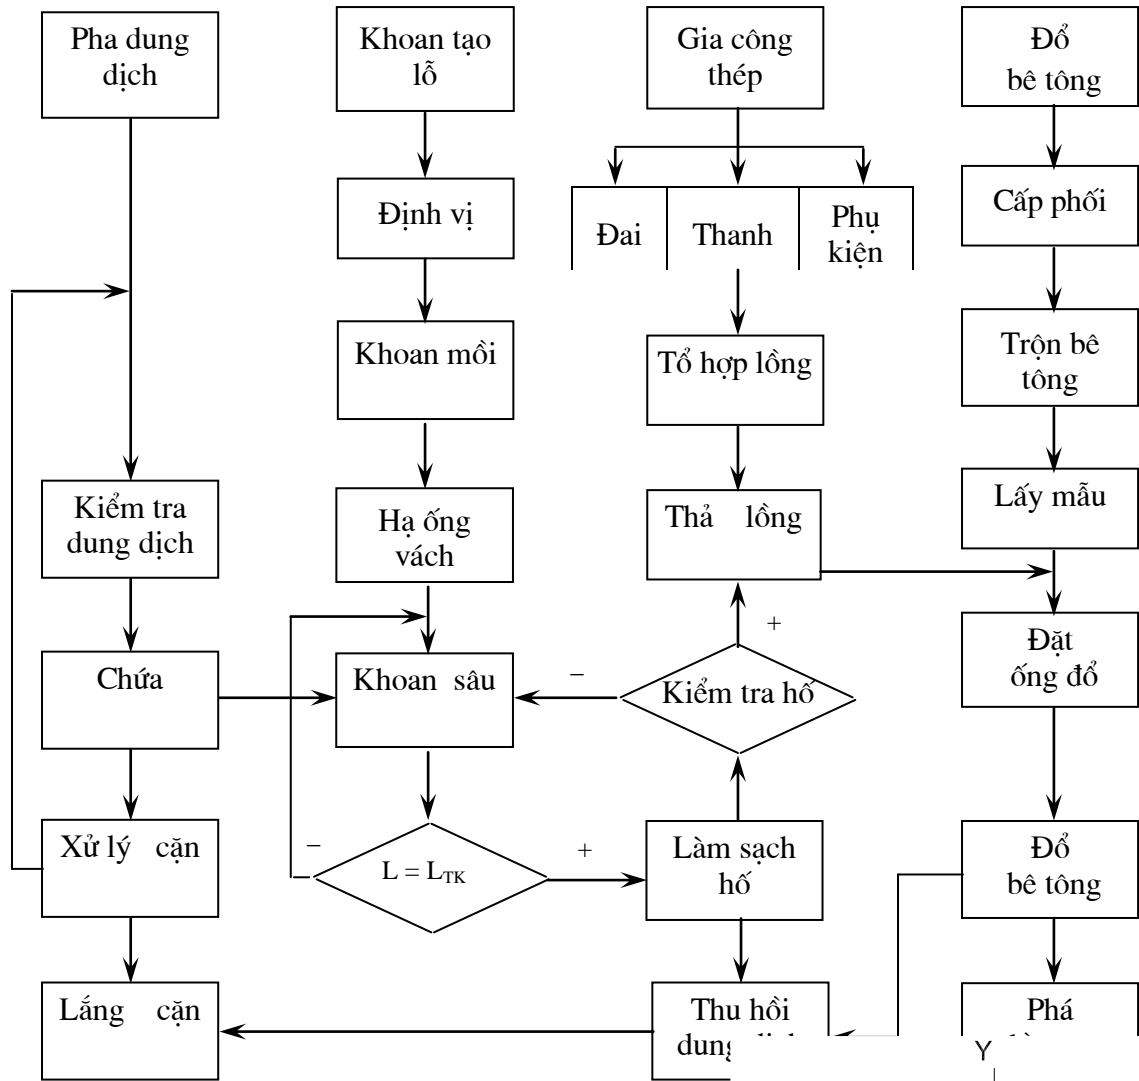 Pha dung
dịch
Khoan tạo
lỗ
Gia công
thép
Đổ
bê tông
Định vị
Đai
Thanh
Phụ
kiện
Cấp phối
Khoan mồi
Tổ hợp lồng
Trộn bê
tông
Kiểm tra
dung dịch
Hạ ống
vách
Thả lồng
Lấy mẫu
+
Chứa
Khoan sâu
–
Kiểm tra hố
Đặt
ống đổ
Xử lý cặn
–
L = LTK
+
Làm sạch
hố
Đổ
bê tông
Lắng cặn
Thu hồi
dung
Phá
Y